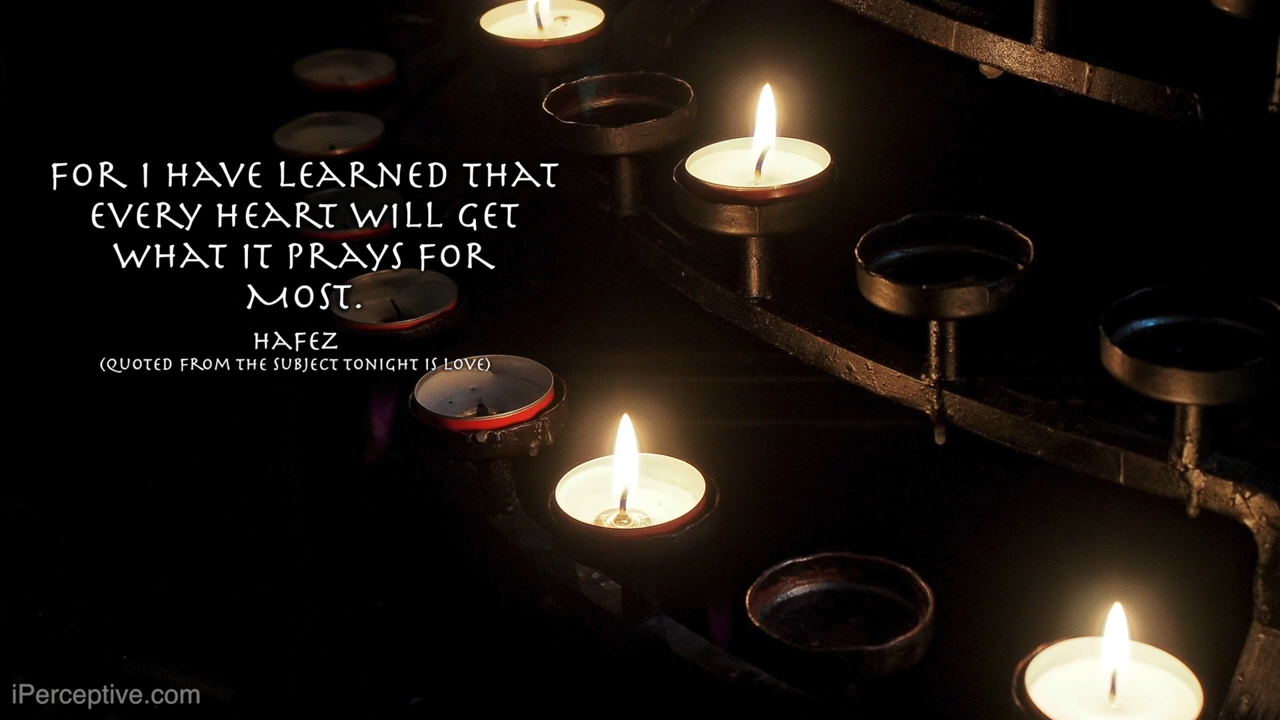 For I have learned that
every heart will get
what it prays for
Most.
Hafez
(Quoted from The Subject Tonight is Love)
iPerceptive.com